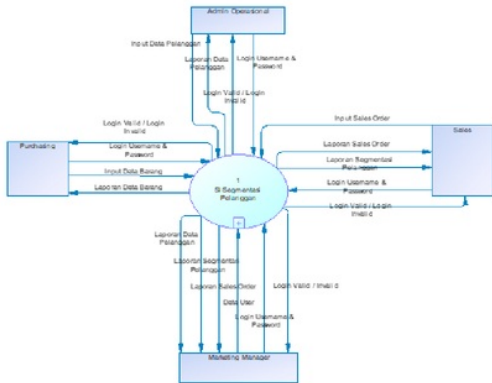 Admin Operasional
Input Data Pelanggan
Laporan Data
Pelanggan
Login Username &
Password
Login Valid / Login
Invalid
Login Valid / Login
Invalid
Input Sales Order
Purchasing
Sales
Login Username &
Password
Laporan Sales Order
Laporan Segmentasi
Pelanggan
Input Data Barang
Login Username &
Password
Laporan Data Barang
1
SI Segmentasi
Pelanggan
+
Login Valid / Login
Invalid
Laporan Data
Pelanggan
Laporan Segmentasi
Pelanggan
Laporan Sales Order
Data User
Login Valid / Invalid
Login Username &
Password
Marketing Manager